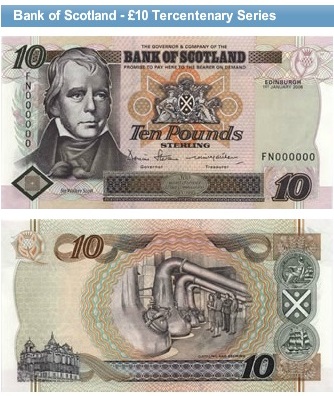 Bank of Scotland - £10 Tercentenary Series
THE GOVERNOR & COMPANY OF THE
10 BANK OF SCOTLAND
PROMISE TO PAY HERE TO THE BEARER ON DEMAND
EDINBURGH
1ST JANUARY 2006
FN000000
Ten Pounds
STERLING
FN000000
Governor Treasurer
Sir Walter Scott
10
10
DISTILLING AND BREWING
10